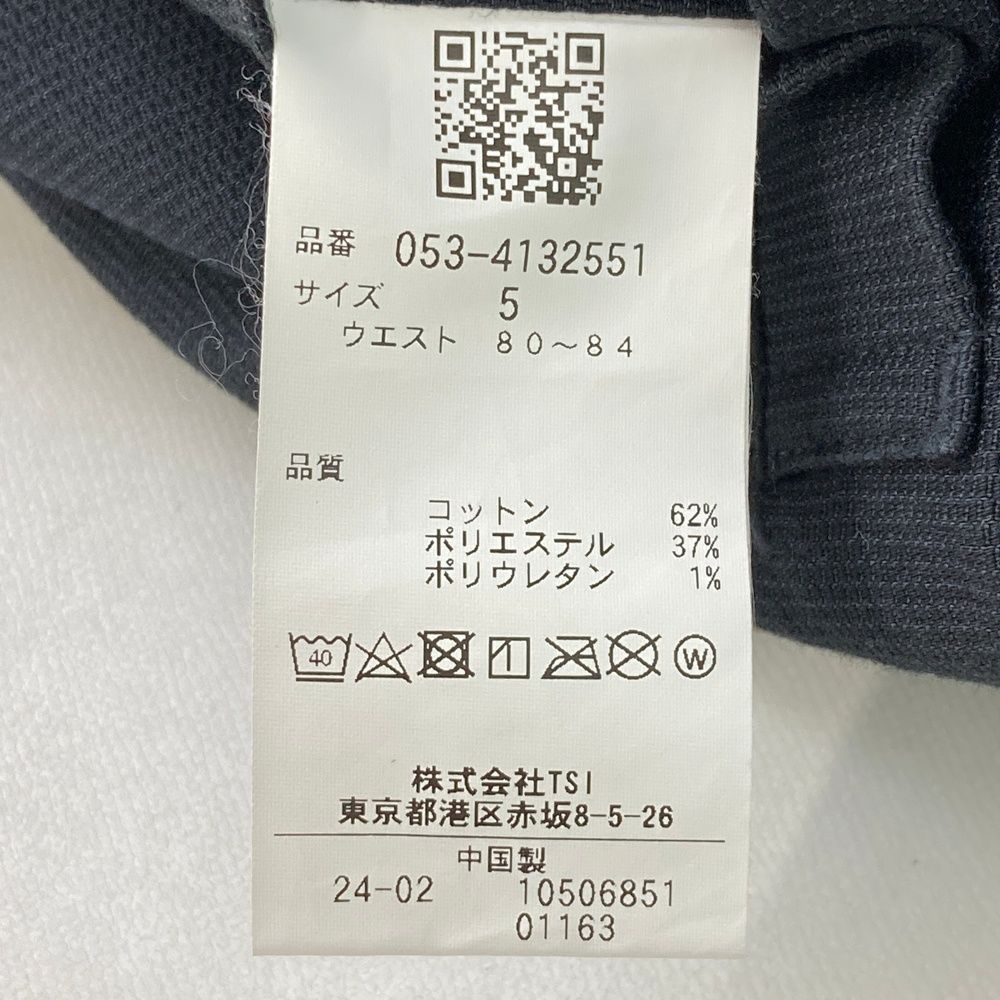 品番 053-4132551
サイズ 5
ウエスト 80～84
品質
コットン 62%
ポリエステル 37%
ポリウレタン 1%
40 W
株式会社TSI
東京都港区赤坂8-5-26
中国製
24-02 10506851
01163